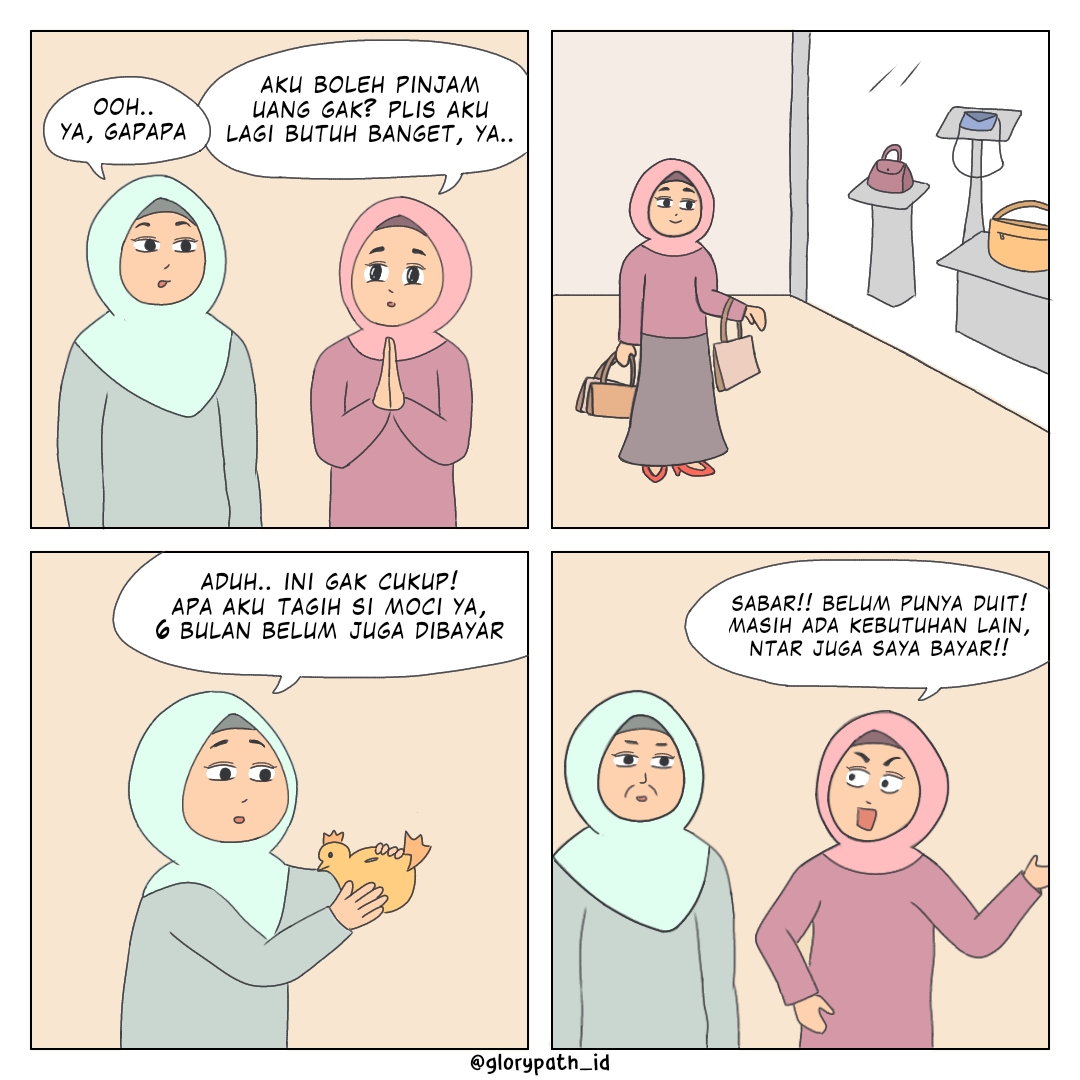 OOH..
YA, GAPAPA
AKU BOLEH PINJAM
UANG GAK? PLIS AKU
LAGI BUTUH BANGET, YA..
ADUH.. INI GAK CUKUP!
APA AKU TAGIH SI MOCI YA,
6 BULAN BELUM JUGA DIBAYAR
SABAR!! BELUM PUNYA DUIT!
MASIH ADA KEBUTUHAN LAIN,
NTAR JUGA SAYA BAYAR!!
@glorypath_id